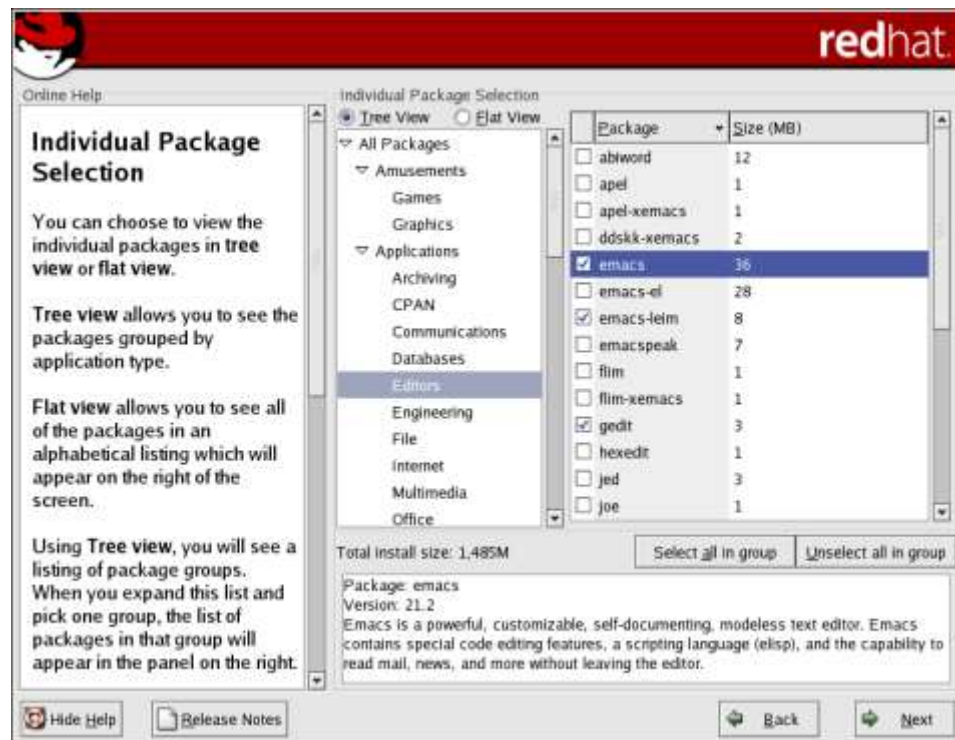 redhat.
Online Help
Individual Package
Selection
You can choose to view the
individual packages in tree
view or flat view.
Tree view allows you to see the
packages grouped by
application type.
Flat view allows you to see all
of the packages in an
alphabetical listing which will
appear on the right of the
screen.
Using Tree view, you will see a
listing of package groups.
When you expand this list and
pick one group, the list of
packages in that group will
appear in the panel on the right.
Individual Package Selection
Tree View Flat View
All Packages
Amusements
Games
Graphics
Applications
Archiving
CPAN
Communications
Databases
Editors
Engineering
File
Internet
Multimedia
Office
Package Size (MB)
abiword 12
apel 1
apel-xemacs 1
ddskk-xemacs 2
emacs 36
emacs-el 28
emacs-leim 8
emacspeak 7
flim 1
flim-xemacs 1
gedit 3
hexedit 1
jed 3
joe 1
Total install size: 1,485M
Select all in group Unselect all in group
Package: emacs
Version: 21.2
Emacs is a powerful, customizable, self-documenting, modeless text editor. Emacs
contains special code editing features, a scripting language (elisp), and the capability to
read mail, news, and more without leaving the editor.
Hide Help Release Notes Back Next